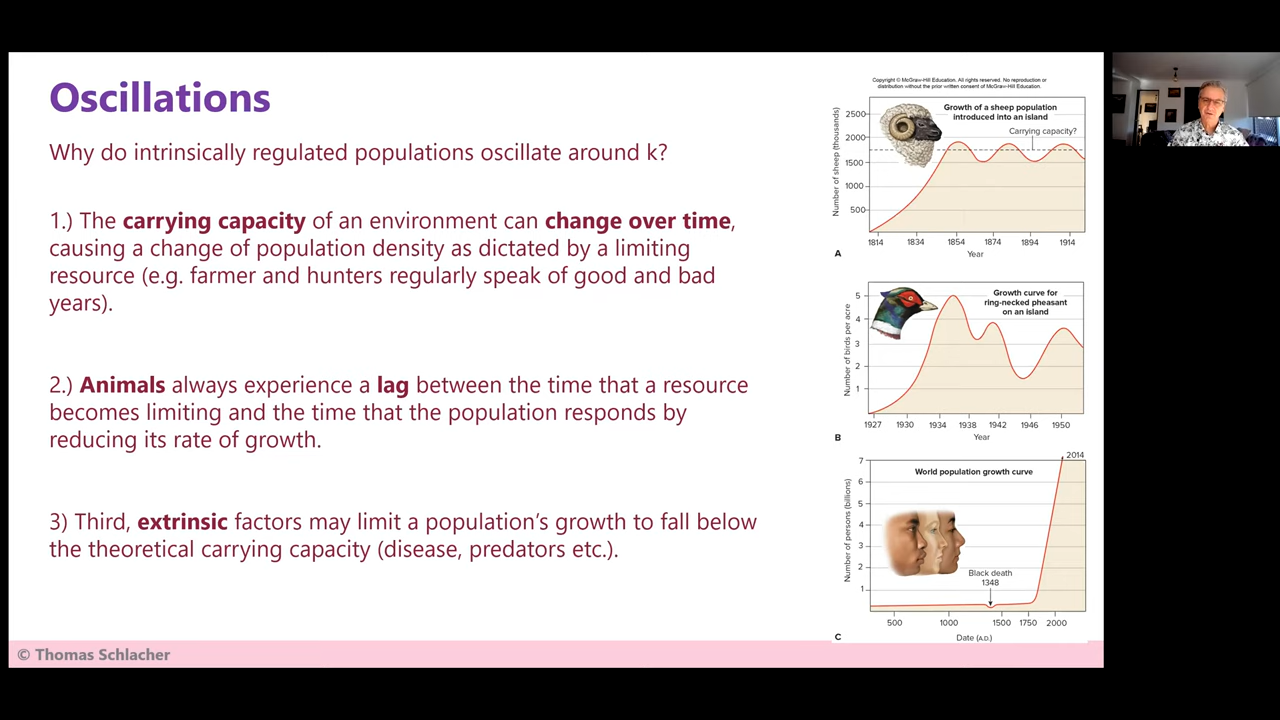 Oscillations
Why do intrinsically regulated populations oscillate around k?
1.) The carrying capacity of an environment can change over time,
causing a change of population density as dictated by a limiting
resource (e.g. farmer and hunters regularly speak of good and bad
years).
2.) Animals always experience a lag between the time that a resource
becomes limiting and the time that the population responds by
reducing its rate of growth.
3) Third, extrinsic factors may limit a population's growth to fall below
the theoretical carrying capacity (disease, predators etc.).
© Thomas Schlacher
Copyright © McGraw-Hill Education. All rights reserved. No reproduction or
distribution without the prior written consent of McGraw-Hill Education.
Growth of a sheep population
introduced into an island
Carrying capacity?
Number of sheep (thousands)
2500
2000
1500
1000
500
1814 1834 1854 1874 1894 1914
A
Year
Growth curve for
ring-necked pheasant
on an island
Number of birds per acre
5
4
3
2
1
1927 1930 1934 1938 1942 1946 1950
B
Year
2014
World population growth curve
Number of persons (billions)
7
6
5
4
3
2
1
Black death
1348
500 1000 1500 1750 2000
C
Date (A.D.)